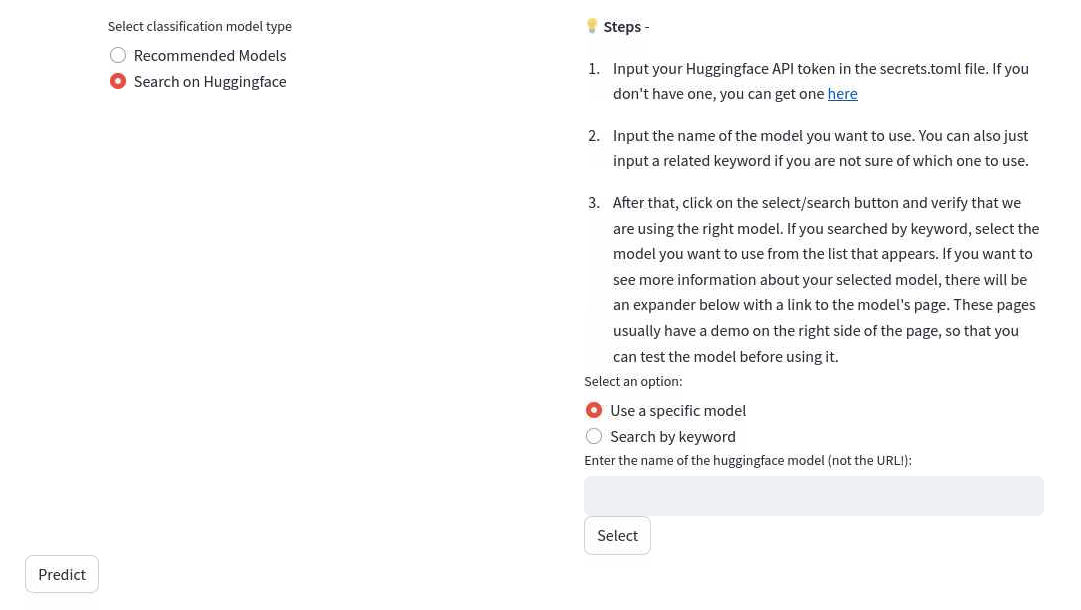 Select classification model type
Recommended Models
Search on Huggingface
💡 Steps -
1. Input your Huggingface API token in the secrets.toml file. If you
don't have one, you can get one here
2. Input the name of the model you want to use. You can also just
input a related keyword if you are not sure of which one to use.
3. After that, click on the select/search button and verify that we
are using the right model. If you searched by keyword, select the
model you want to use from the list that appears. If you want to
see more information about your selected model, there will be
an expander below with a link to the model's page. These pages
usually have a demo on the right side of the page, so that you
can test the model before using it.
Select an option:
Use a specific model
Search by keyword
Enter the name of the huggingface model (not the URL!):
Select
Predict